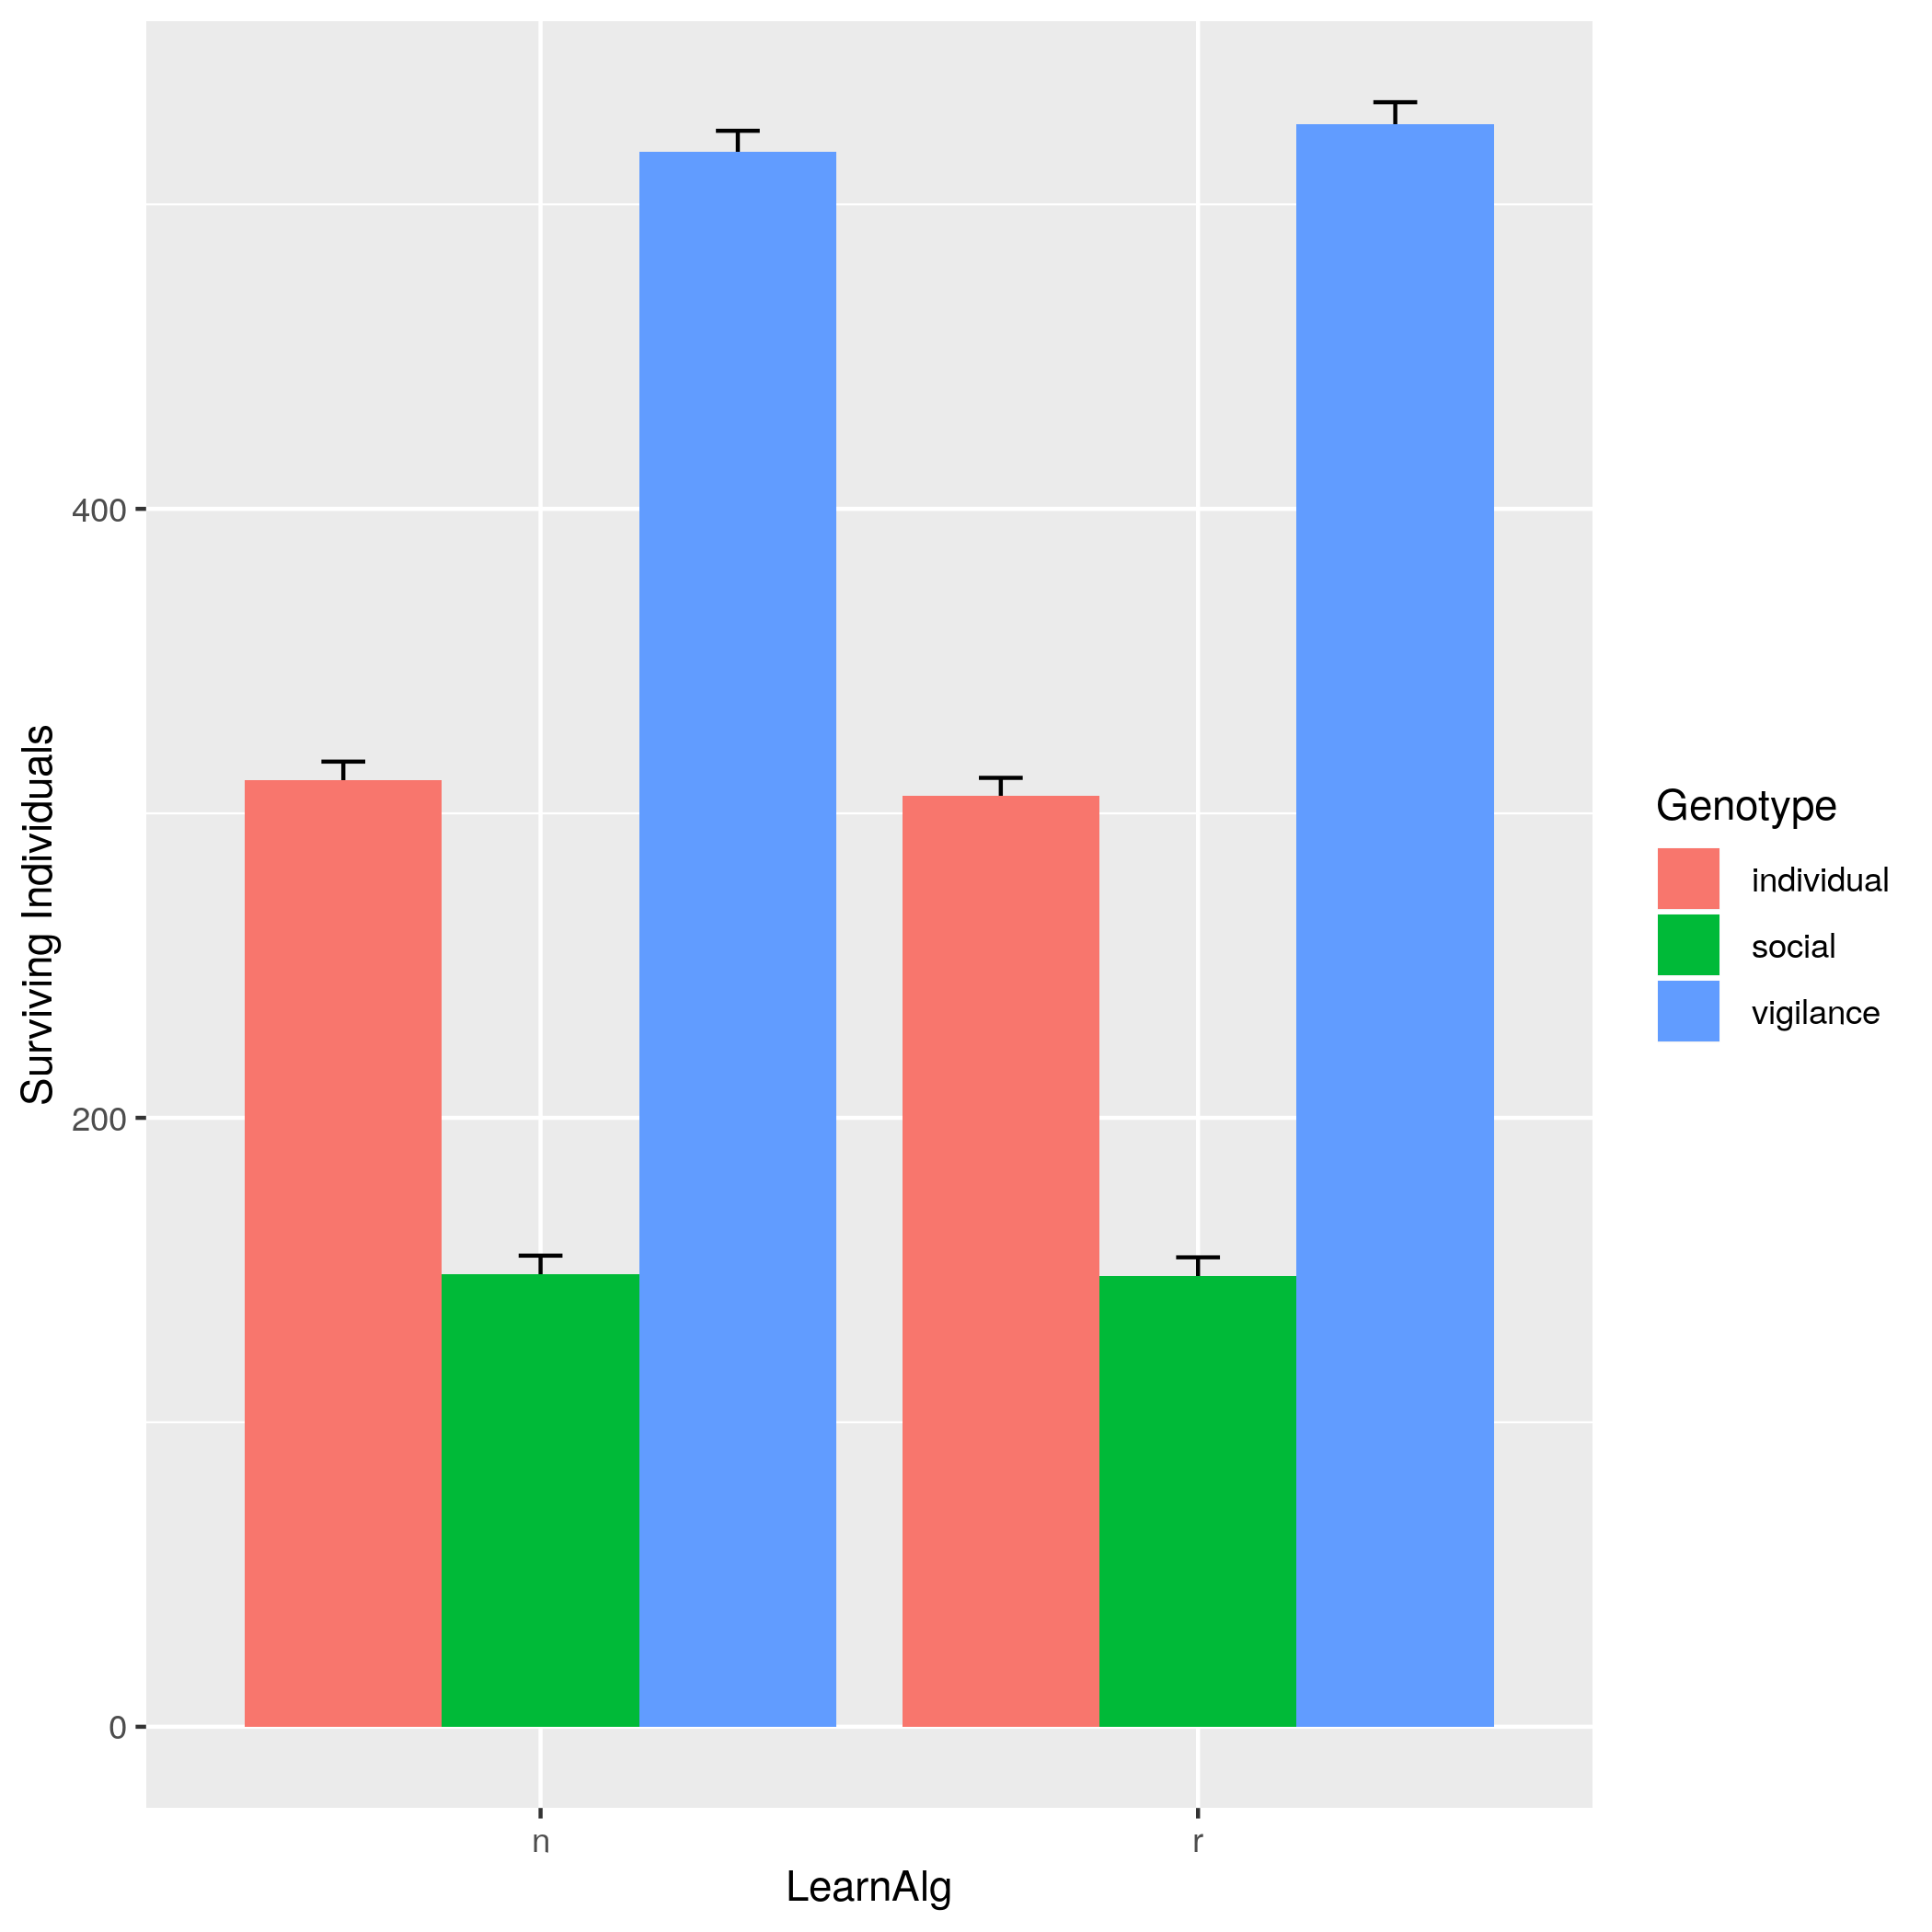 Surviving Individuals
400
200
0
n
r
LearnAlg
Genotype
individual
social
vigilance